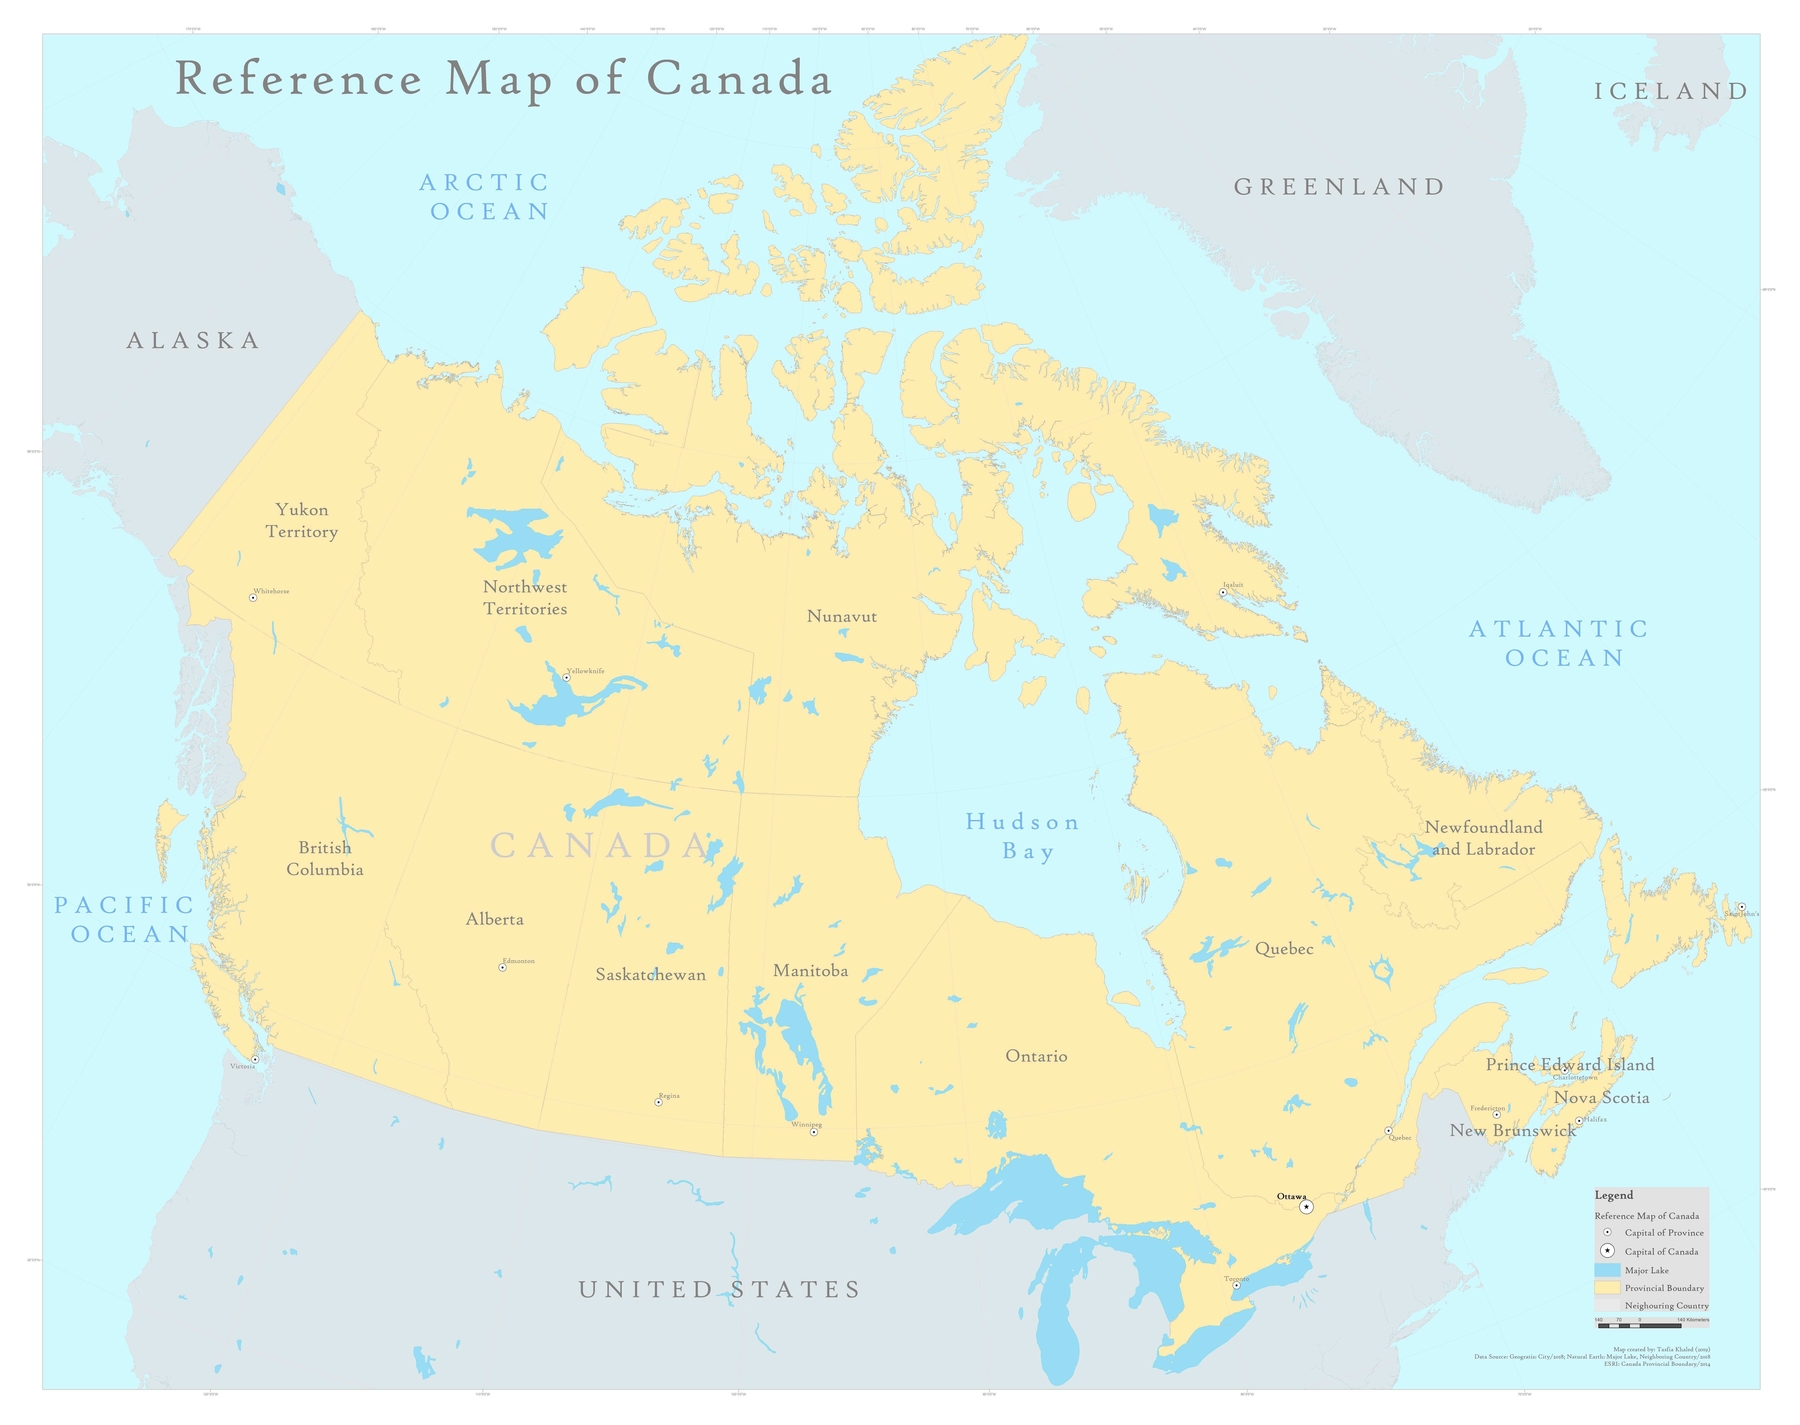 Reference Map of Canada
ICELAND
ARCTIC
OCEAN
GREENLAND
ALASKA
Yukon
Territory
Whitehorse
Northwest
Territories
Nunavut
Iqaluit
ATLANTIC
OCEAN
Yellowknife
Hudson
Bay
CANADA
British
Columbia
Newfoundland
and Labrador
PACIFIC
OCEAN
Alberta
Edmonton
Saskatchewan
Manitoba
Quebec
Saint John's
Ontario
Victoria
Regina
Winnipeg
Prince Edward Island
Charlottetown
Nova Scotia
Fredericton
Halifax
New Brunswick
Quebec
Ottawa
Toronto
UNITED STATES
Legend
Reference Map of Canada
Capital of Province
Capital of Canada
Major Lake
Provincial Boundary
Neighouring Country
140 70 0 140 Kilometers
Map created by: Tasfia Khaled (2019)
Data Source: Geogratis: City/2018; Natural Earth: Major Lake, Neighboring Country/2018
ESRI: Canada Provincial Boundary/2014